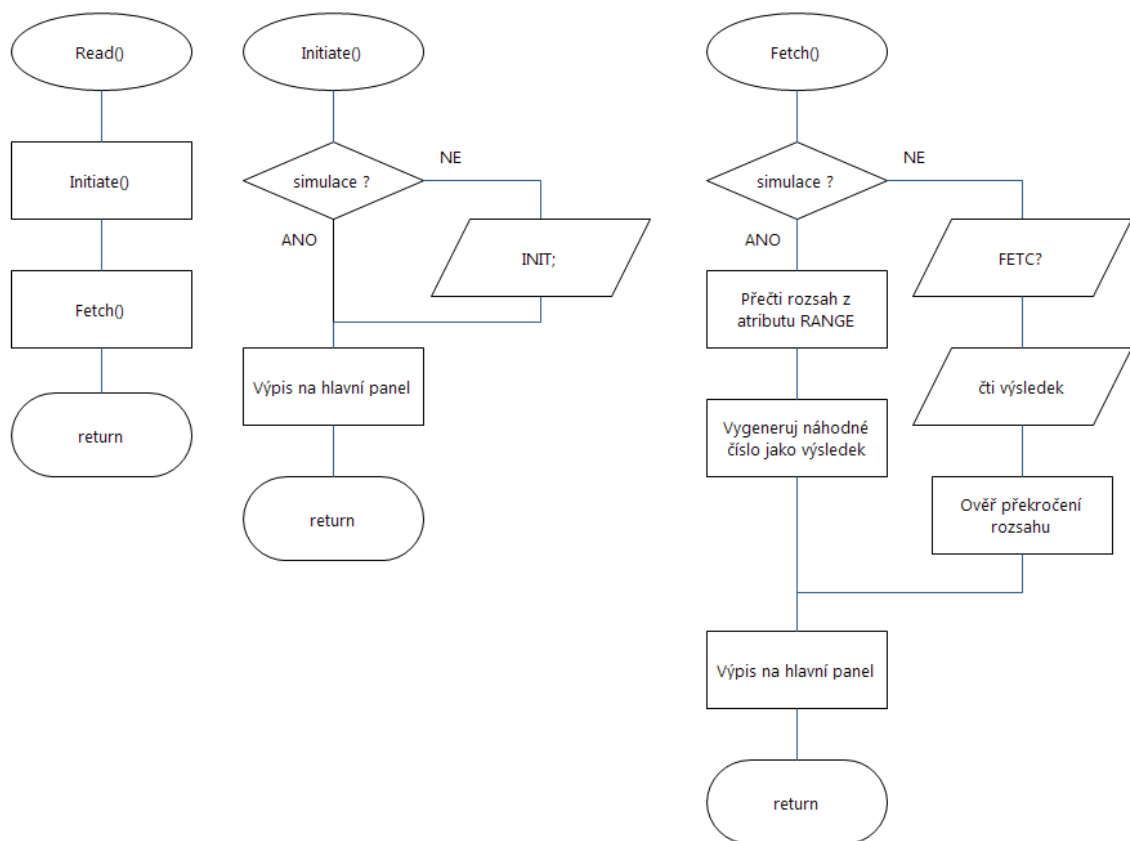 Read()
Initiate()
Fetch()
return
Initiate()
simulace ?
NE
ANO
INIT;
Výpis na hlavní panel
return
Fetch()
simulace ?
NE
ANO
FETC?
Přečti rozsah z
atributu RANGE
čti výsledek
Vygeneruj náhodné
číslo jako výsledek
Ověř překročení
rozsahu
Výpis na hlavní panel
return